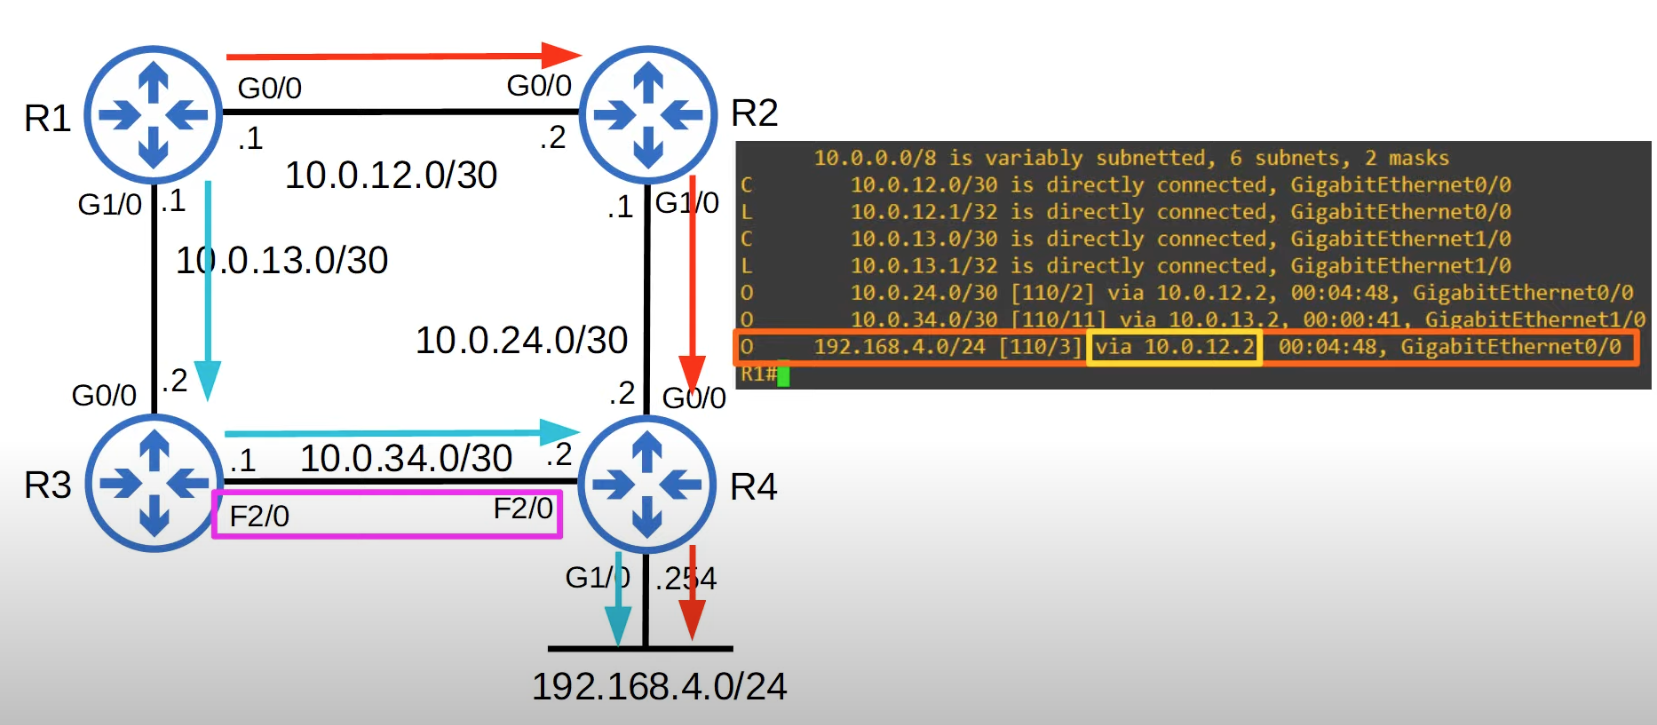 G0/0
G0/0
R1
R2
.1
.2
10.0.12.0/30
G1/0
.1
.1
G1/0
10.0.13.0/30
10.0.24.0/30
G0/0
.2
.2
G0/0
R3
.1
10.0.34.0/30
.2
R4
F2/0
F2/0
G1/0
.254
192.168.4.0/24
10.0.0.0/8 is variably subnetted, 6 subnets, 2 masks
C 10.0.12.0/30 is directly connected, GigabitEthernet0/0
L 10.0.12.1/32 is directly connected, GigabitEthernet0/0
C 10.0.13.0/30 is directly connected, GigabitEthernet1/0
L 10.0.13.1/32 is directly connected, GigabitEthernet1/0
O 10.0.24.0/30 [110/2] via 10.0.12.2, 00:04:48, GigabitEthernet0/0
O 10.0.34.0/30 [110/11] via 10.0.13.2, 00:00:41, GigabitEthernet1/0
O 192.168.4.0/24 [110/3] via 10.0.12.2 00:04:48, GigabitEthernet0/0
R1#